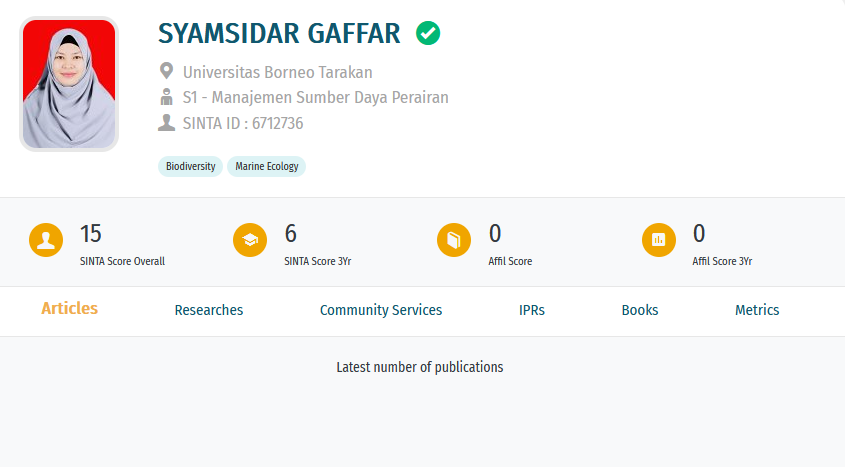 SYAMSIDAR GAFFAR
Universitas Borneo Tarakan
S1 - Manajemen Sumber Daya Perairan
SINTA ID : 6712736
Biodiversity Marine Ecology
15 6 0 0
SINTA Score Overall SINTA Score 3Yr Affil Score Affil Score 3Yr
Articles Researches Community Services IPRs Books Metrics
Latest number of publications